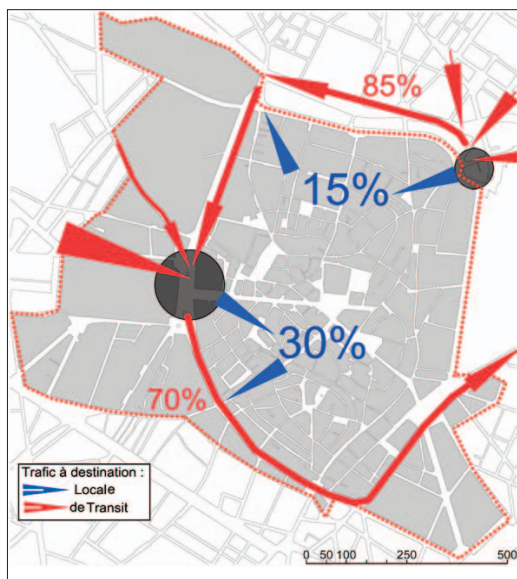 85%
15%
30%
70%
Trafic à destination :
Locale
de Transit
0 50 100 250 500